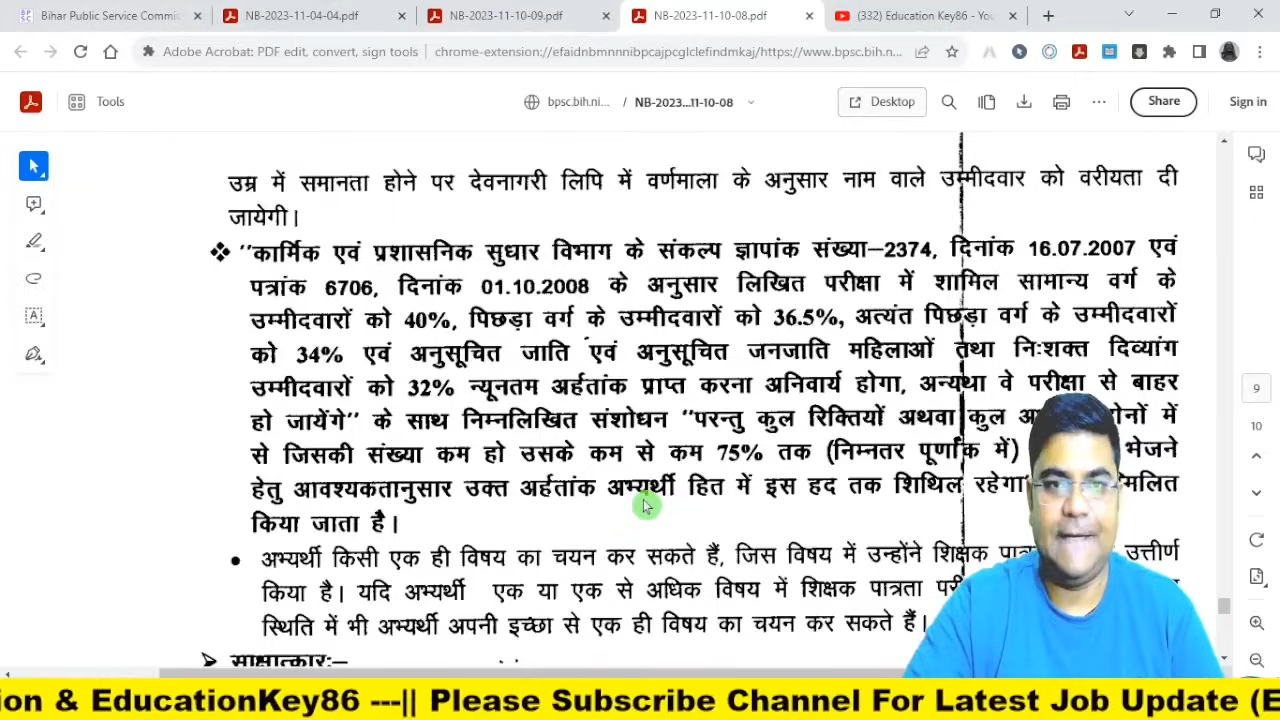 Bihar Public Service Commi
NB-2023-11-04-04.pdf
NB-2023-11-10-09.pdf
NB-2023-11-10-08.pdf
(332) Education Key86 - You
Adobe Acrobat: PDF edit, convert, sign tools
chrome-extension://efaidnbmnnnibpcajpcglclefindmkaj/https://www.bpsc.bih.n...
Tools
bpsc.bih.ni... / NB-2023...11-10-08
Desktop
Share
Sign in
उम्र में समानता होने पर देवनागरी लिपि में वर्णमाला के अनुसार नाम वाले उम्मीदवार को वरीयता दी
जायेगी।
❖ "कार्मिक एवं प्रशासनिक सुधार विभाग के संकल्प ज्ञापांक संख्या–2374, दिनांक 16.07.2007 एवं
पत्रांक 6706, दिनांक 01.10.2008 के अनुसार लिखित परीक्षा में शामिल सामान्य वर्ग के
उम्मीदवारों को 40%, पिछड़ा वर्ग के उम्मीदवारों को 36.5%, अत्यंत पिछड़ा वर्ग के उम्मीदवारों
को 34% एवं अनुसूचित जाति एवं अनुसूचित जनजाति महिलाओं तथा निःशक्त दिव्यांग
उम्मीदवारों को 32% न्यूनतम अर्हतांक प्राप्त करना अनिवार्य होगा, अन्यथा वे परीक्षा से बाहर
हो जायेंगे" के साथ निम्नलिखित संशोधन "परन्तु कुल रिक्तियों अथवा कुल में
से जिसकी संख्या कम हो उसके कम से कम 75% तक (निम्नतर पूर्णांक में) भेजने
हेतु आवश्यकतानुसार उक्त अर्हतांक अभ्यर्थी हित में इस हद तक शिथिल रहेगा
किया जाता है।
• अभ्यर्थी किसी एक ही विषय का चयन कर सकते हैं, जिस विषय में उन्होंने शिक्षक उत्तीर्ण
किया है। यदि अभ्यर्थी एक या एक से अधिक विषय में शिक्षक पात्रता
स्थिति में भी अभ्यर्थी अपनी इच्छा से एक ही विषय का चयन कर सकते हैं।
➢ साक्षात्कारः–
9
10
ion & EducationKey86 ---|| Please Subscribe Channel For Latest Job Update (E